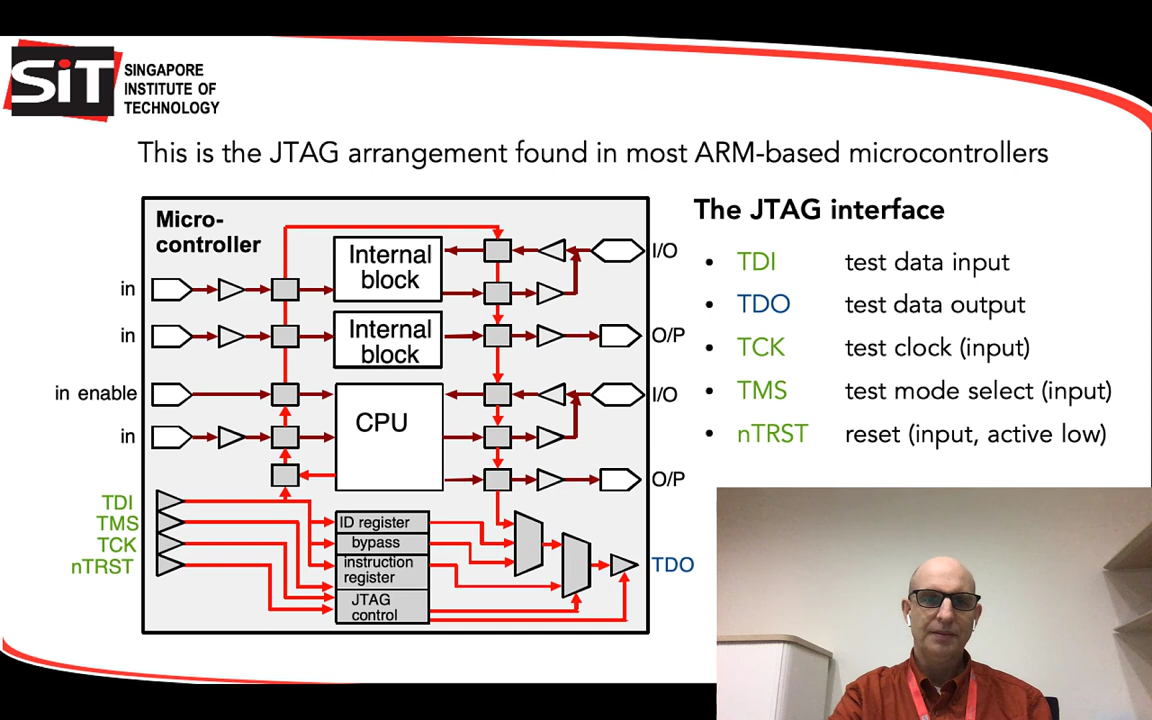 SiT
SINGAPORE
INSTITUTE OF
TECHNOLOGY
This is the JTAG arrangement found in most ARM-based microcontrollers
Micro-
controller
Internal
block
I/O
in
in
Internal
block
O/P
in enable
CPU
I/O
in
O/P
TDI
TMS
TCK
nTRST
ID register
bypass
instruction
register
JTAG
control
TDO
The JTAG interface
• TDI test data input
• TDO test data output
• TCK test clock (input)
• TMS test mode select (input)
• nTRST reset (input, active low)